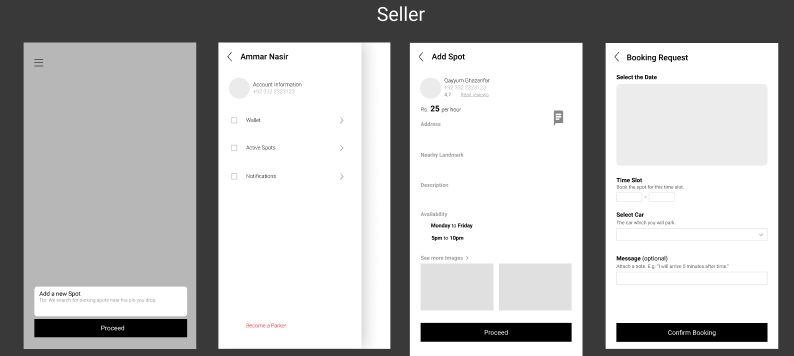 Seller
Add a new Spot
Tip: We search for parking spots near the pin you drop.
Proceed
Ammar Nasir
Account Information
+92 332 2323123
Wallet
Active Spots
Notifications
Become a Parker
Add Spot
Qayyum Ghazanfar
+92 332 2323123
4.7 Read reviews
Rs. 25 per hour
Address
Nearby Landmark
Description
Availability
Monday to Friday
5pm to 10pm
See more Images >
Proceed
Booking Request
Select the Date
Time Slot
Book the spot for this time slot.
-
Select Car
The car which you will park.
Message (optional)
Attach a note. E.g: "I will arrive 5 minutes after time."
Confirm Booking